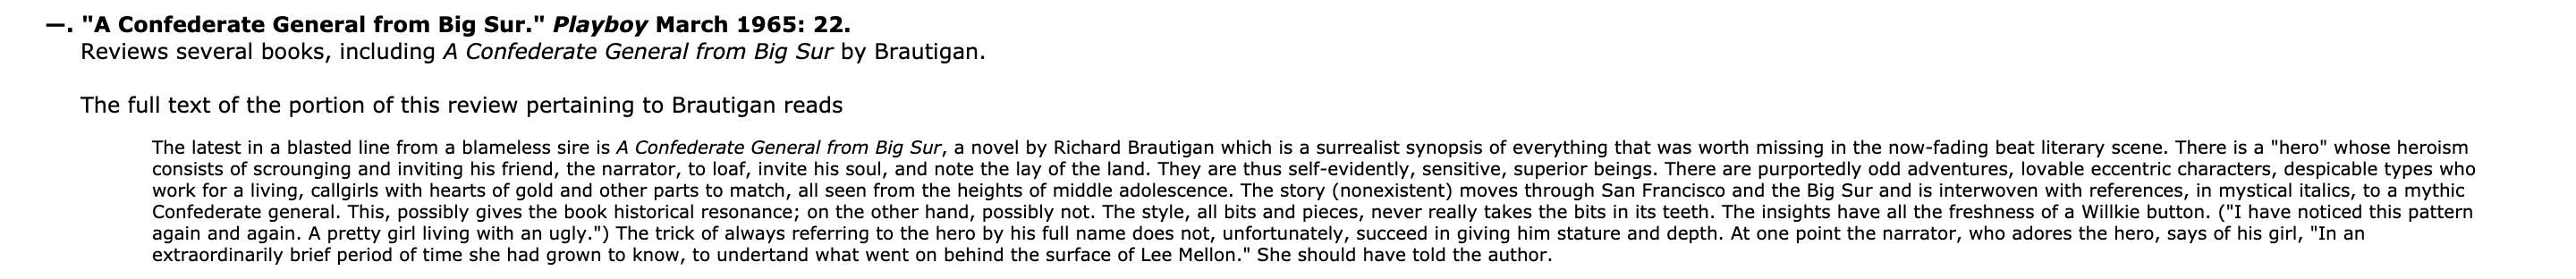 —. "A Confederate General from Big Sur." Playboy March 1965: 22.
Reviews several books, including A Confederate General from Big Sur by Brautigan.
The full text of the portion of this review pertaining to Brautigan reads
The latest in a blasted line from a blameless sire is A Confederate General from Big Sur, a novel by Richard Brautigan which is a surrealist synopsis of everything that was worth missing in the now-fading beat literary scene. There is a "hero" whose heroism
consists of scrounging and inviting his friend, the narrator, to loaf, invite his soul, and note the lay of the land. They are thus self-evidently, sensitive, superior beings. There are purportedly odd adventures, lovable eccentric characters, despicable types who
work for a living, callgirls with hearts of gold and other parts to match, all seen from the heights of middle adolescence. The story (nonexistent) moves through San Francisco and the Big Sur and is interwoven with references, in mystical italics, to a mythic
Confederate general. This, possibly gives the book historical resonance; on the other hand, possibly not. The style, all bits and pieces, never really takes the bits in its teeth. The insights have all the freshness of a Willkie button. ("I have noticed this pattern
again and again. A pretty girl living with an ugly.") The trick of always referring to the hero by his full name does not, unfortunately, succeed in giving him stature and depth. At one point the narrator, who adores the hero, says of his girl, "In an
extraordinarily brief period of time she had grown to know, to undertand what went on behind the surface of Lee Mellon." She should have told the author.